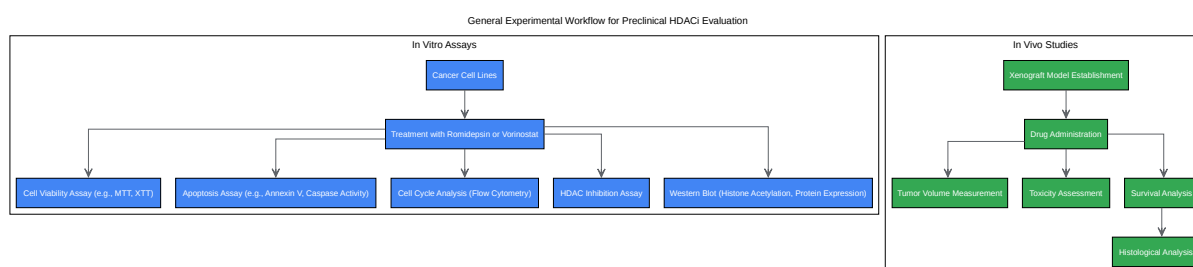 General Experimental Workflow for Preclinical HDACi Evaluation
In Vitro Assays
Cancer Cell Lines
Treatment with Romidepsin or Vorinostat
Cell Viability Assay (e.g., MTT, XTT)
Apoptosis Assay (e.g., Annexin V, Caspase Activity)
Cell Cycle Analysis (Flow Cytometry)
HDAC Inhibition Assay
Western Blot (Histone Acetylation, Protein Expression)
In Vivo Studies
Xenograft Model Establishment
Drug Administration
Tumor Volume Measurement
Toxicity Assessment
Survival Analysis
Histological Analysis